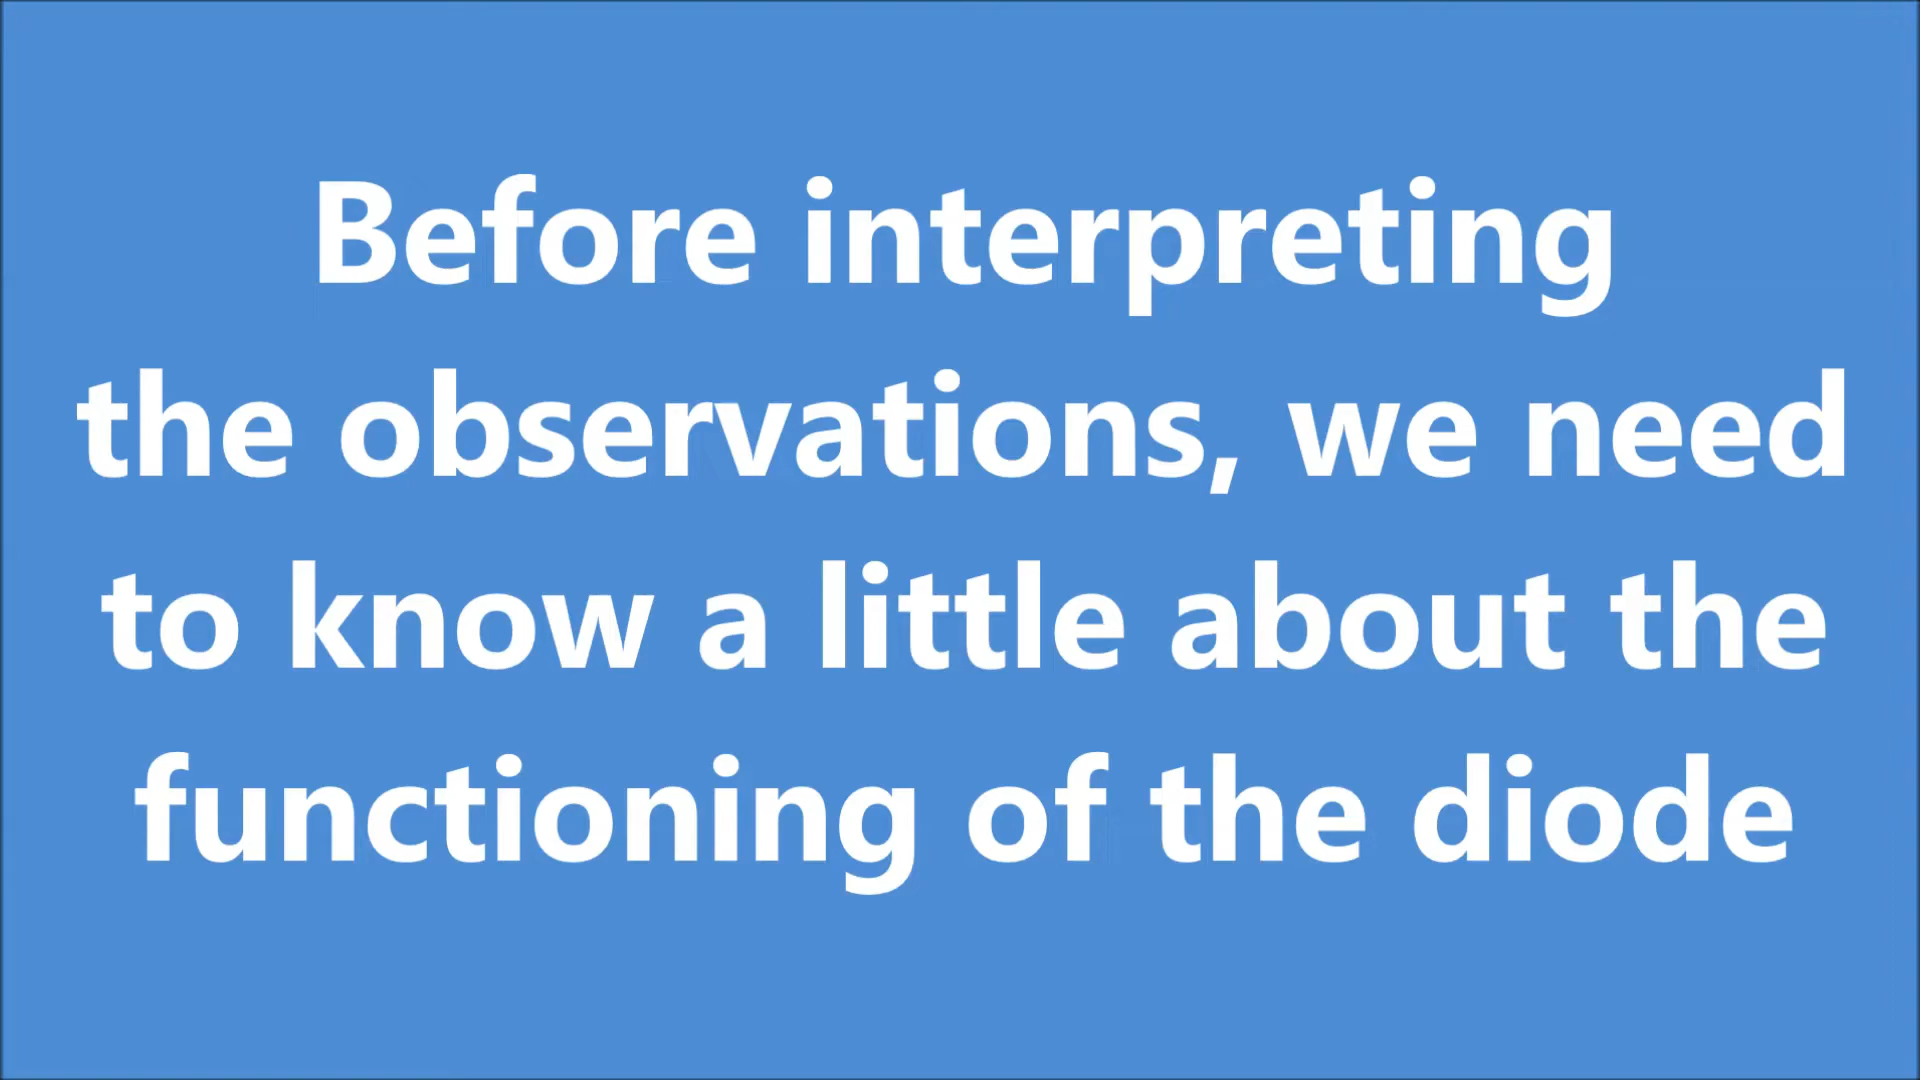 Before interpreting
the observations, we need
to know a little about the
functioning of the diode